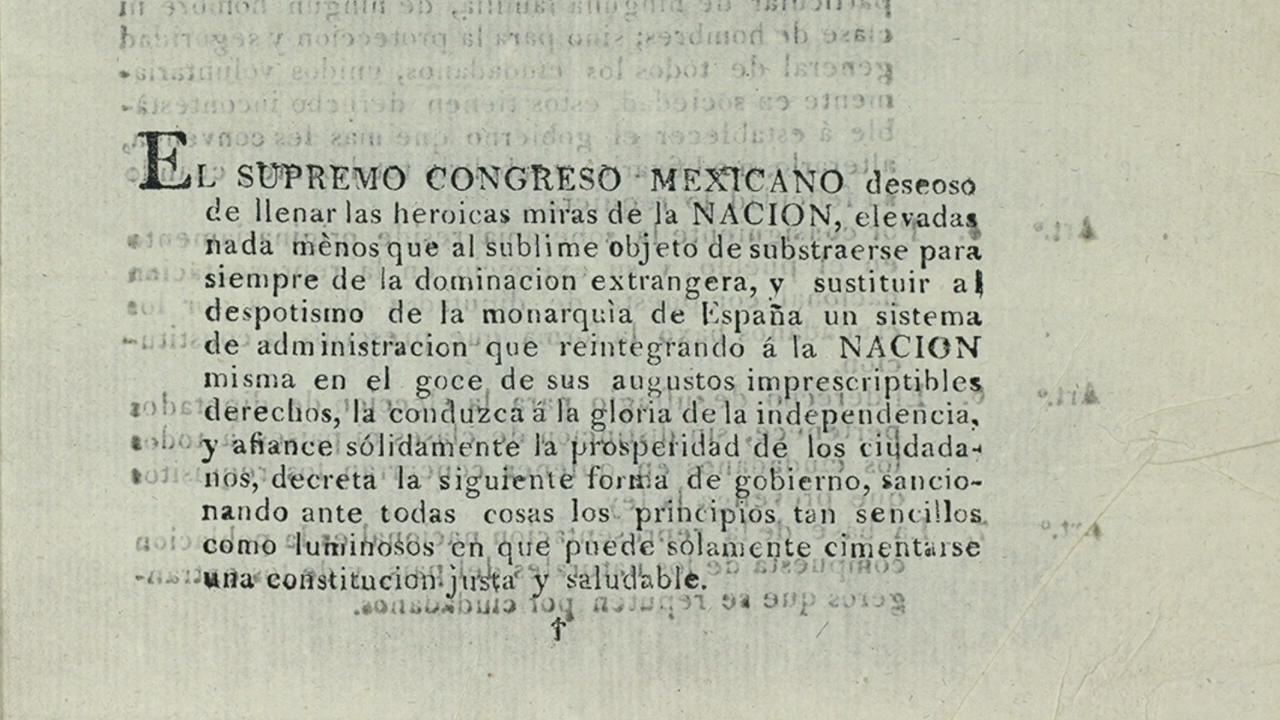 EL SUPREMO CONGRESO MEXICANO deseoso
de llenar las heroicas miras de la NACION, elevadas
nada mènos que al sublime objeto de substraerse para
siempre de la dominacion extrangera, y sustituir al
despotismo de la monarquìa de España un sistema
de administracion que reintegrando á la NACION
misma en el goce de sus augustos imprescriptibles
derechos, la conduzca á la gloria de la independencia,
y afiance sólidamente la prosperidad de los ciudada-
nos, decreta la siguiente forma de gobierno, sancio-
nando ante todas cosas los principios tan sencillos
como luminosos en que puede sòlamente cimentarse
una constitucion justa y saludable.
†